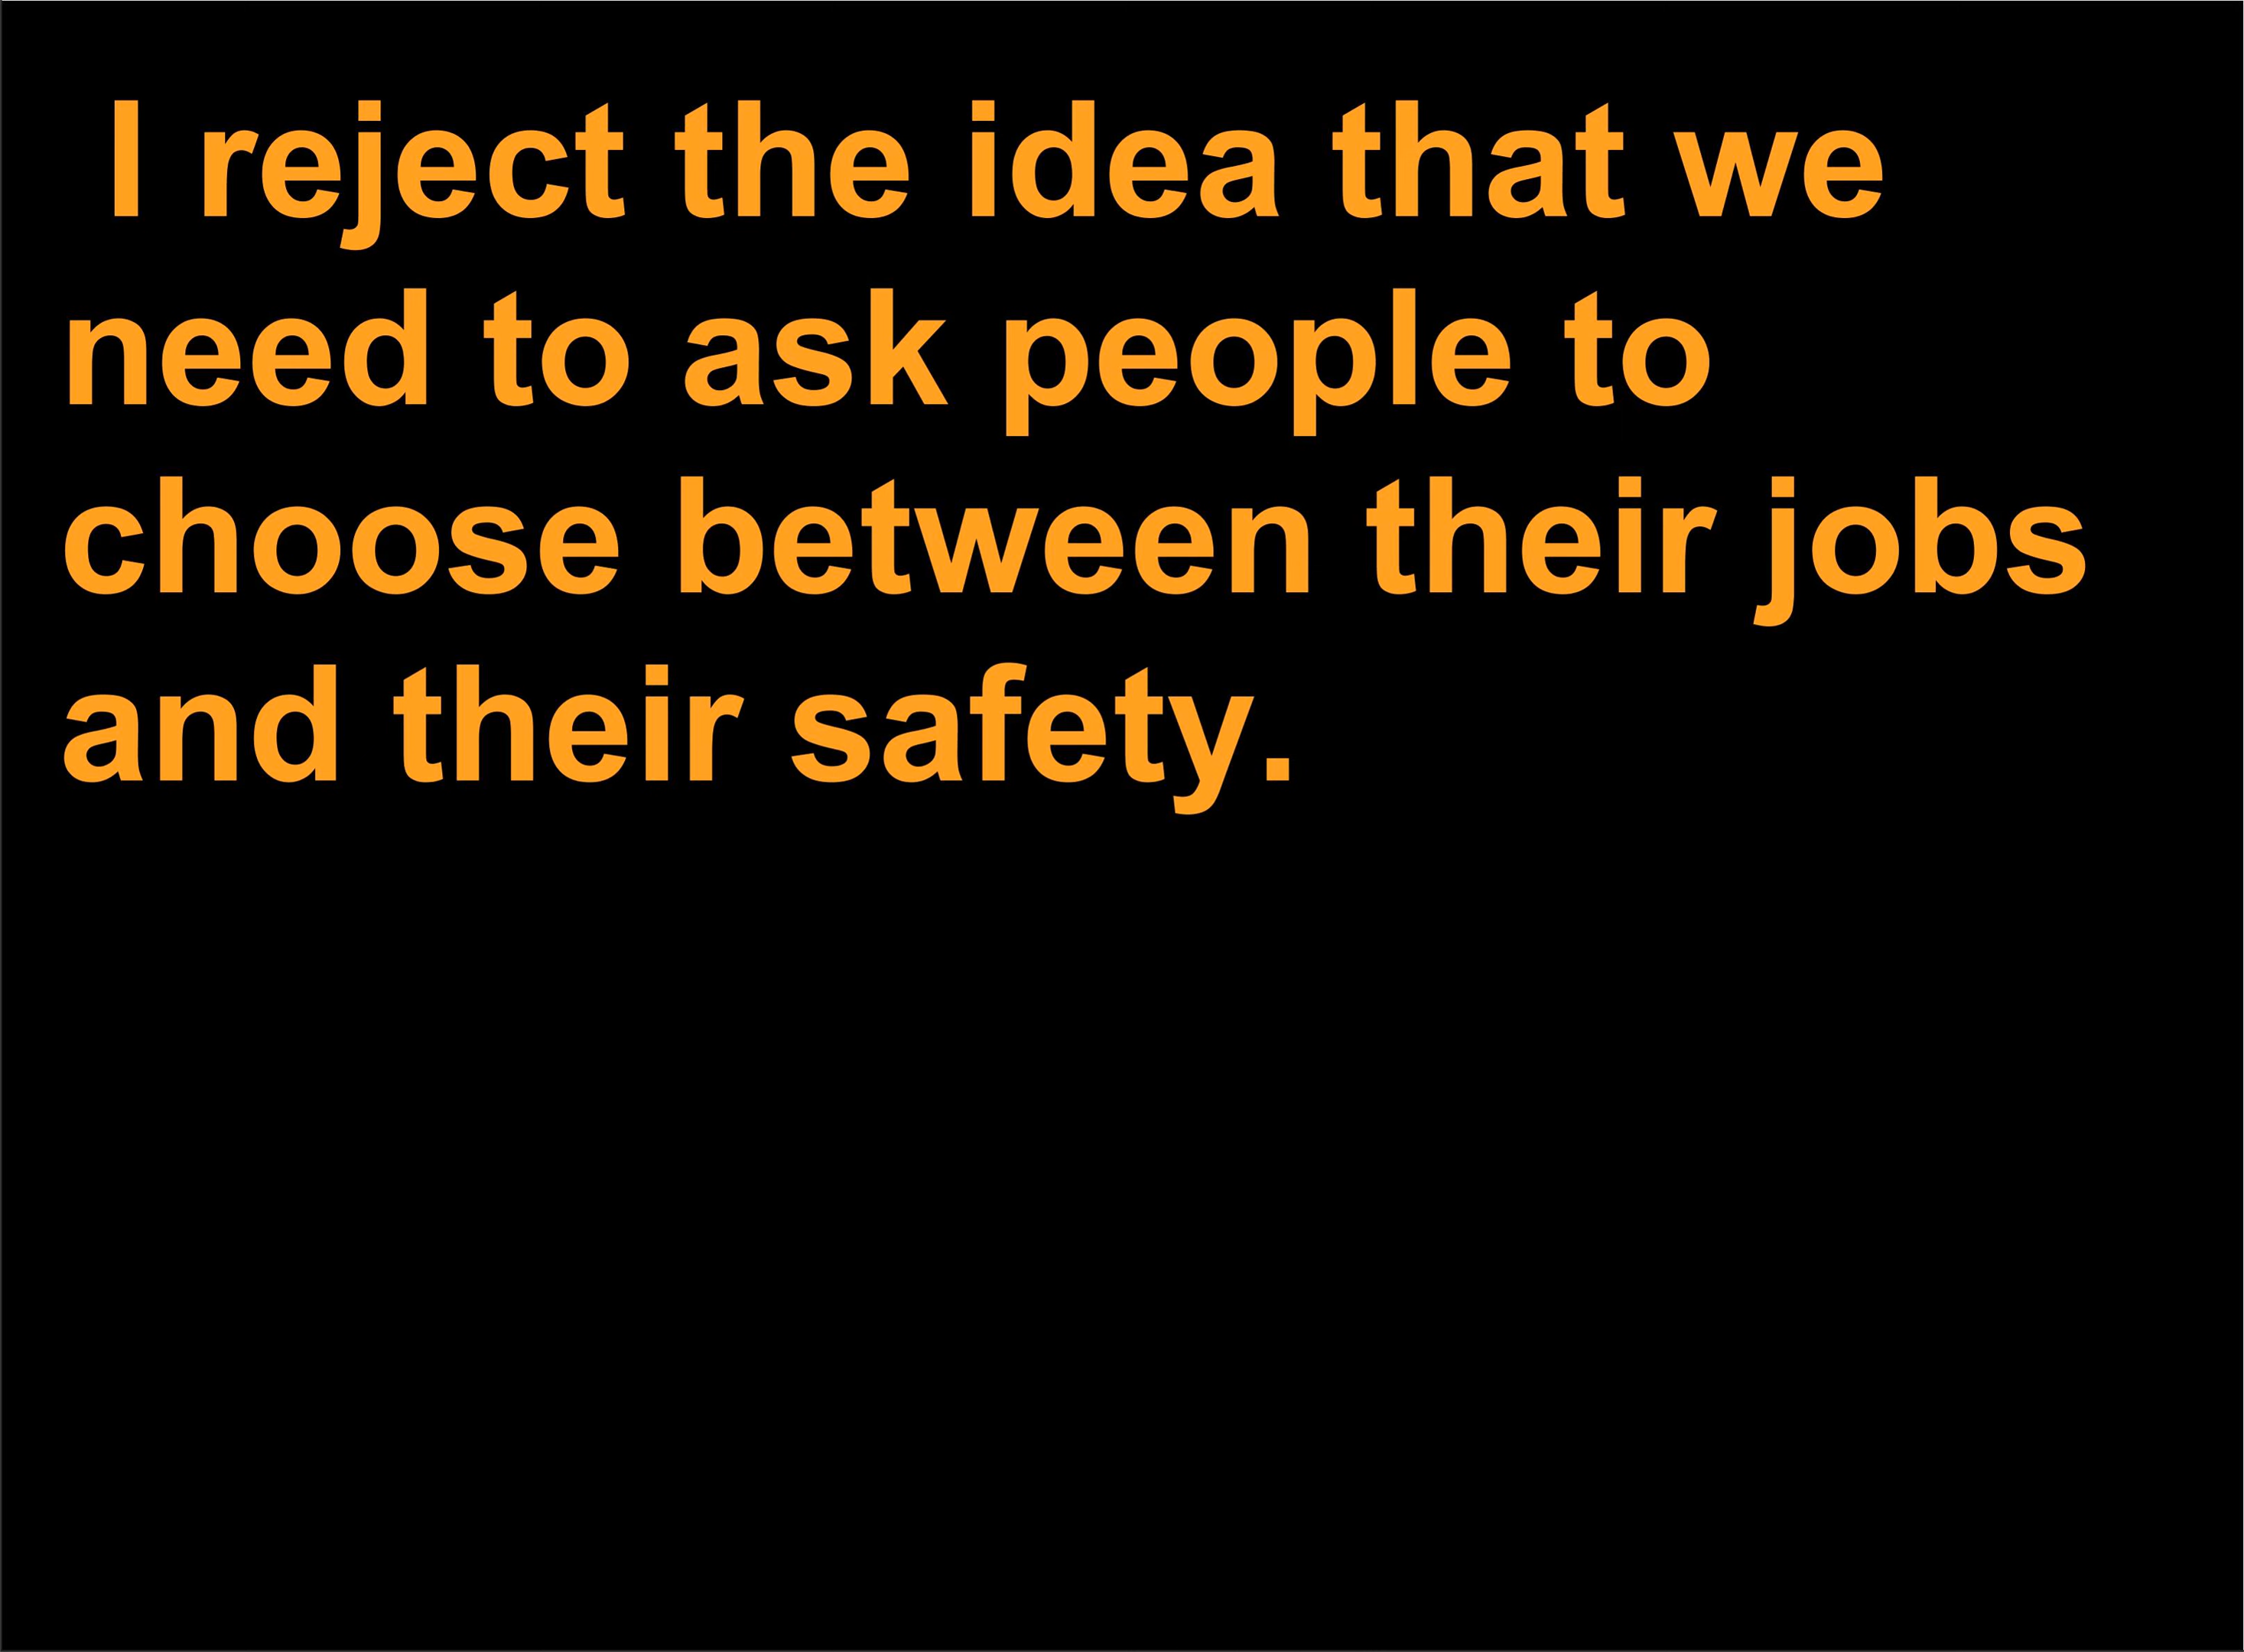 I reject the idea that we
need to ask people to
choose between their jobs
and their safety.